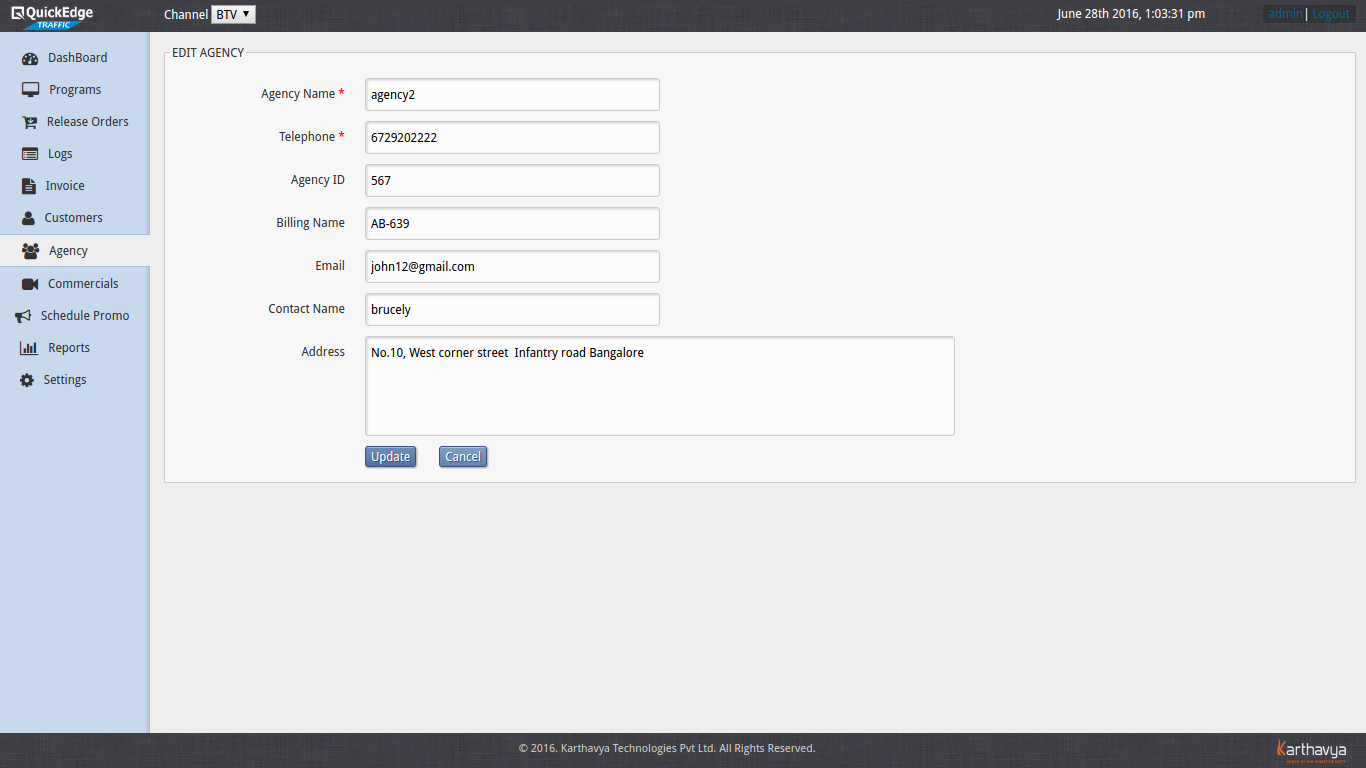 QuickEdge
TRAFFIC
Channel BTV
June 28th 2016, 1:03:31 pm
admin | Logout
DashBoard
Programs
Release Orders
Logs
Invoice
Customers
Agency
Commercials
Schedule Promo
Reports
Settings
EDIT AGENCY
Agency Name * agency2
Telephone * 6729202222
Agency ID 567
Billing Name AB-639
Email john12@gmail.com
Contact Name brucely
Address No.10, West corner street  Infantry road Bangalore
Update Cancel
© 2016. Karthavya Technologies Pvt Ltd. All Rights Reserved.
Karthavya